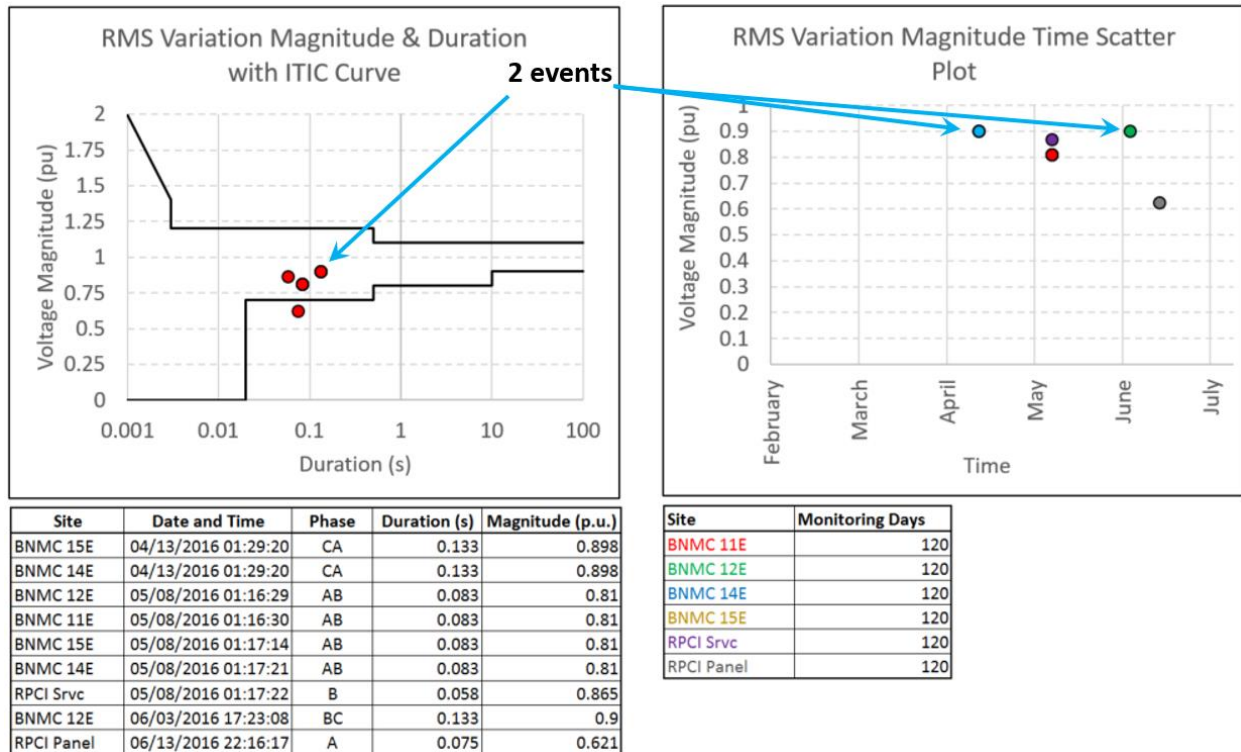 RMS Variation Magnitude & Duration
with ITIC Curve
2 events
Voltage Magnitude (pu)
2
1.75
1.5
1.25
1
0.75
0.5
0.25
0
0.001 0.01 0.1 1 10 100
Duration (s)
RMS Variation Magnitude Time Scatter
Plot
Voltage Magnitude (pu)
1
0.9
0.8
0.7
0.6
0.5
0.4
0.3
0.2
0.1
0
February March April May June July
Time
Site Date and Time Phase Duration (s) Magnitude (p.u.)
BNMC 15E 04/13/2016 01:29:20 CA 0.133 0.898
BNMC 14E 04/13/2016 01:29:20 CA 0.133 0.898
BNMC 12E 05/08/2016 01:16:29 AB 0.083 0.81
BNMC 11E 05/08/2016 01:16:30 AB 0.083 0.81
BNMC 15E 05/08/2016 01:17:14 AB 0.083 0.81
BNMC 14E 05/08/2016 01:17:21 AB 0.083 0.81
RPCI Srvc 05/08/2016 01:17:22 B 0.058 0.865
BNMC 12E 06/03/2016 17:23:08 BC 0.133 0.9
RPCI Panel 06/13/2016 22:16:17 A 0.075 0.621
Site Monitoring Days
BNMC 11E 120
BNMC 12E 120
BNMC 14E 120
BNMC 15E 120
RPCI Srvc 120
RPCI Panel 120